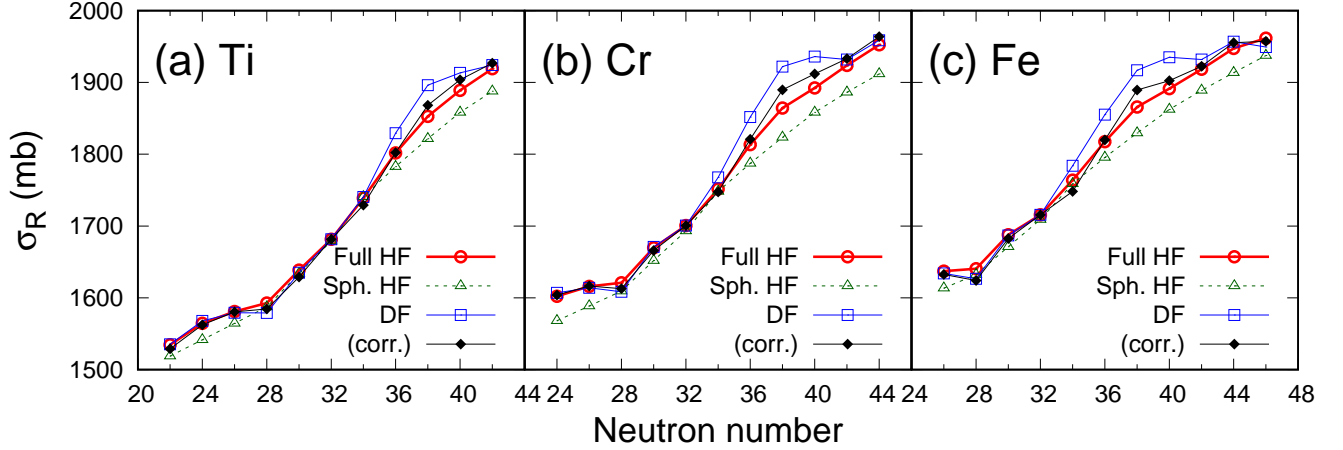 2000
1900
1800
1700
1600
1500
σR (mb)
(a) Ti
Full HF
Sph. HF
DF
(corr.)
20 24 28 32 36 40 44
(b) Cr
Full HF
Sph. HF
DF
(corr.)
24 28 32 36 40 44
(c) Fe
Full HF
Sph. HF
DF
(corr.)
24 28 32 36 40 44 48
Neutron number